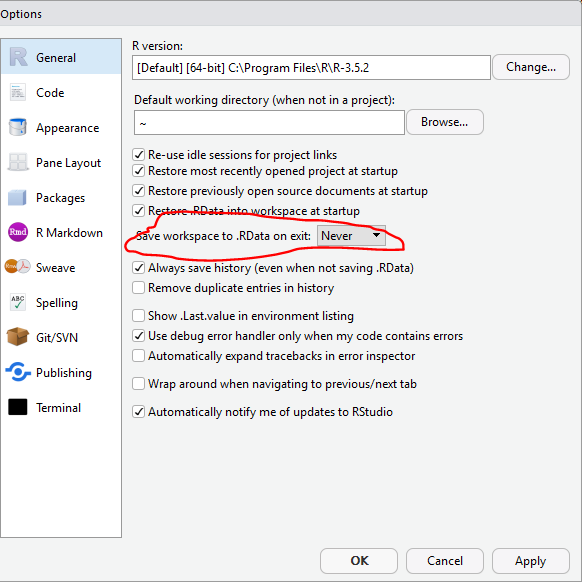 Options
General
Code
Appearance
Pane Layout
Packages
Rmd R Markdown
Rnw Sweave
ABC Spelling
Git/SVN
Publishing
Terminal
R version:
[Default] [64-bit] C:\Program Files\R\R-3.5.2
Change...
Default working directory (when not in a project):
~
Browse...
Re-use idle sessions for project links
Restore most recently opened project at startup
Restore previously open source documents at startup
Restore .RData into workspace at startup
Save workspace to .RData on exit: Never
Always save history (even when not saving .RData)
Remove duplicate entries in history
Show .Last.value in environment listing
Use debug error handler only when my code contains errors
Automatically expand tracebacks in error inspector
Wrap around when navigating to previous/next tab
Automatically notify me of updates to RStudio
OK Cancel Apply